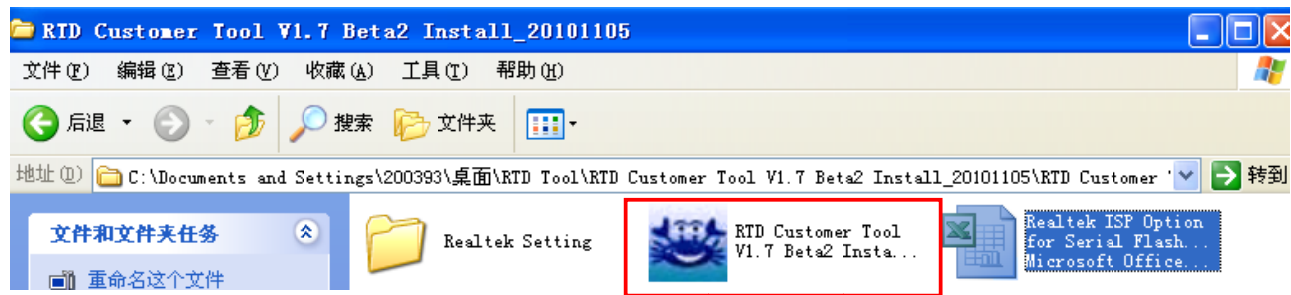 RTD Customer Tool V1.7 Beta2 Install_20101105
文件(F) 编辑(E) 查看(V) 收藏(A) 工具(T) 帮助(H)
后退 搜索 文件夹
地址(D) C:\Documents and Settings\200393\桌面\RTD Tool\RTD Customer Tool V1.7 Beta2 Install_20101105\RTD Customer 转到
文件和文件夹任务
重命名这个文件
Realtek Setting
RTD Customer Tool
V1.7 Beta2 Insta...
Realtek ISP Option
for Serial Flash...
Microsoft Office...